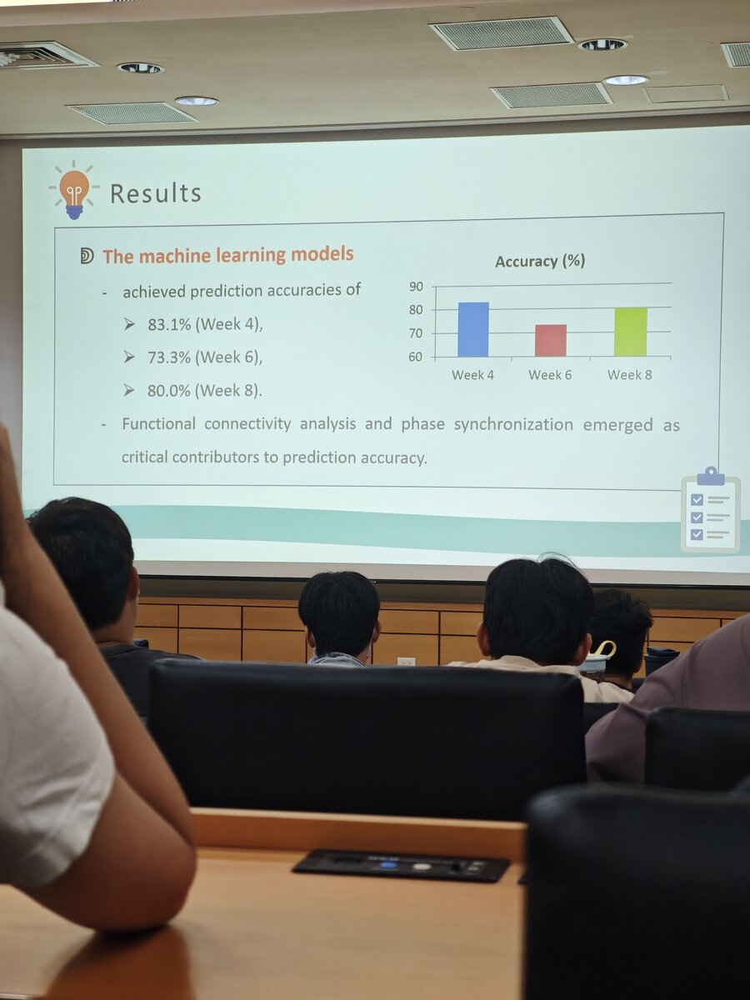 Results
The machine learning models
- achieved prediction accuracies of
➢ 83.1% (Week 4),
➢ 73.3% (Week 6),
➢ 80.0% (Week 8).
Accuracy (%)
90
80
70
60
Week 4 Week 6 Week 8
- Functional connectivity analysis and phase synchronization emerged as
critical contributors to prediction accuracy.